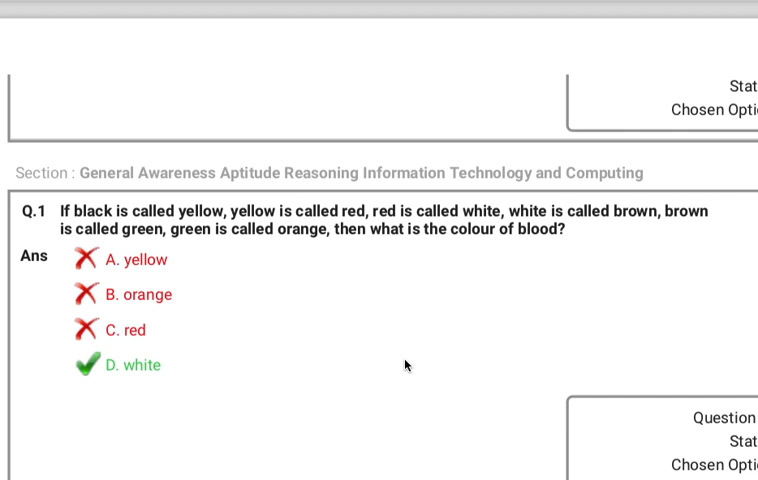 Stat
Chosen Opti
Section : General Awareness Aptitude Reasoning Information Technology and Computing
Q.1 If black is called yellow, yellow is called red, red is called white, white is called brown, brown
is called green, green is called orange, then what is the colour of blood?
Ans A. yellow
B. orange
C. red
D. white
Question
Stat
Chosen Opti